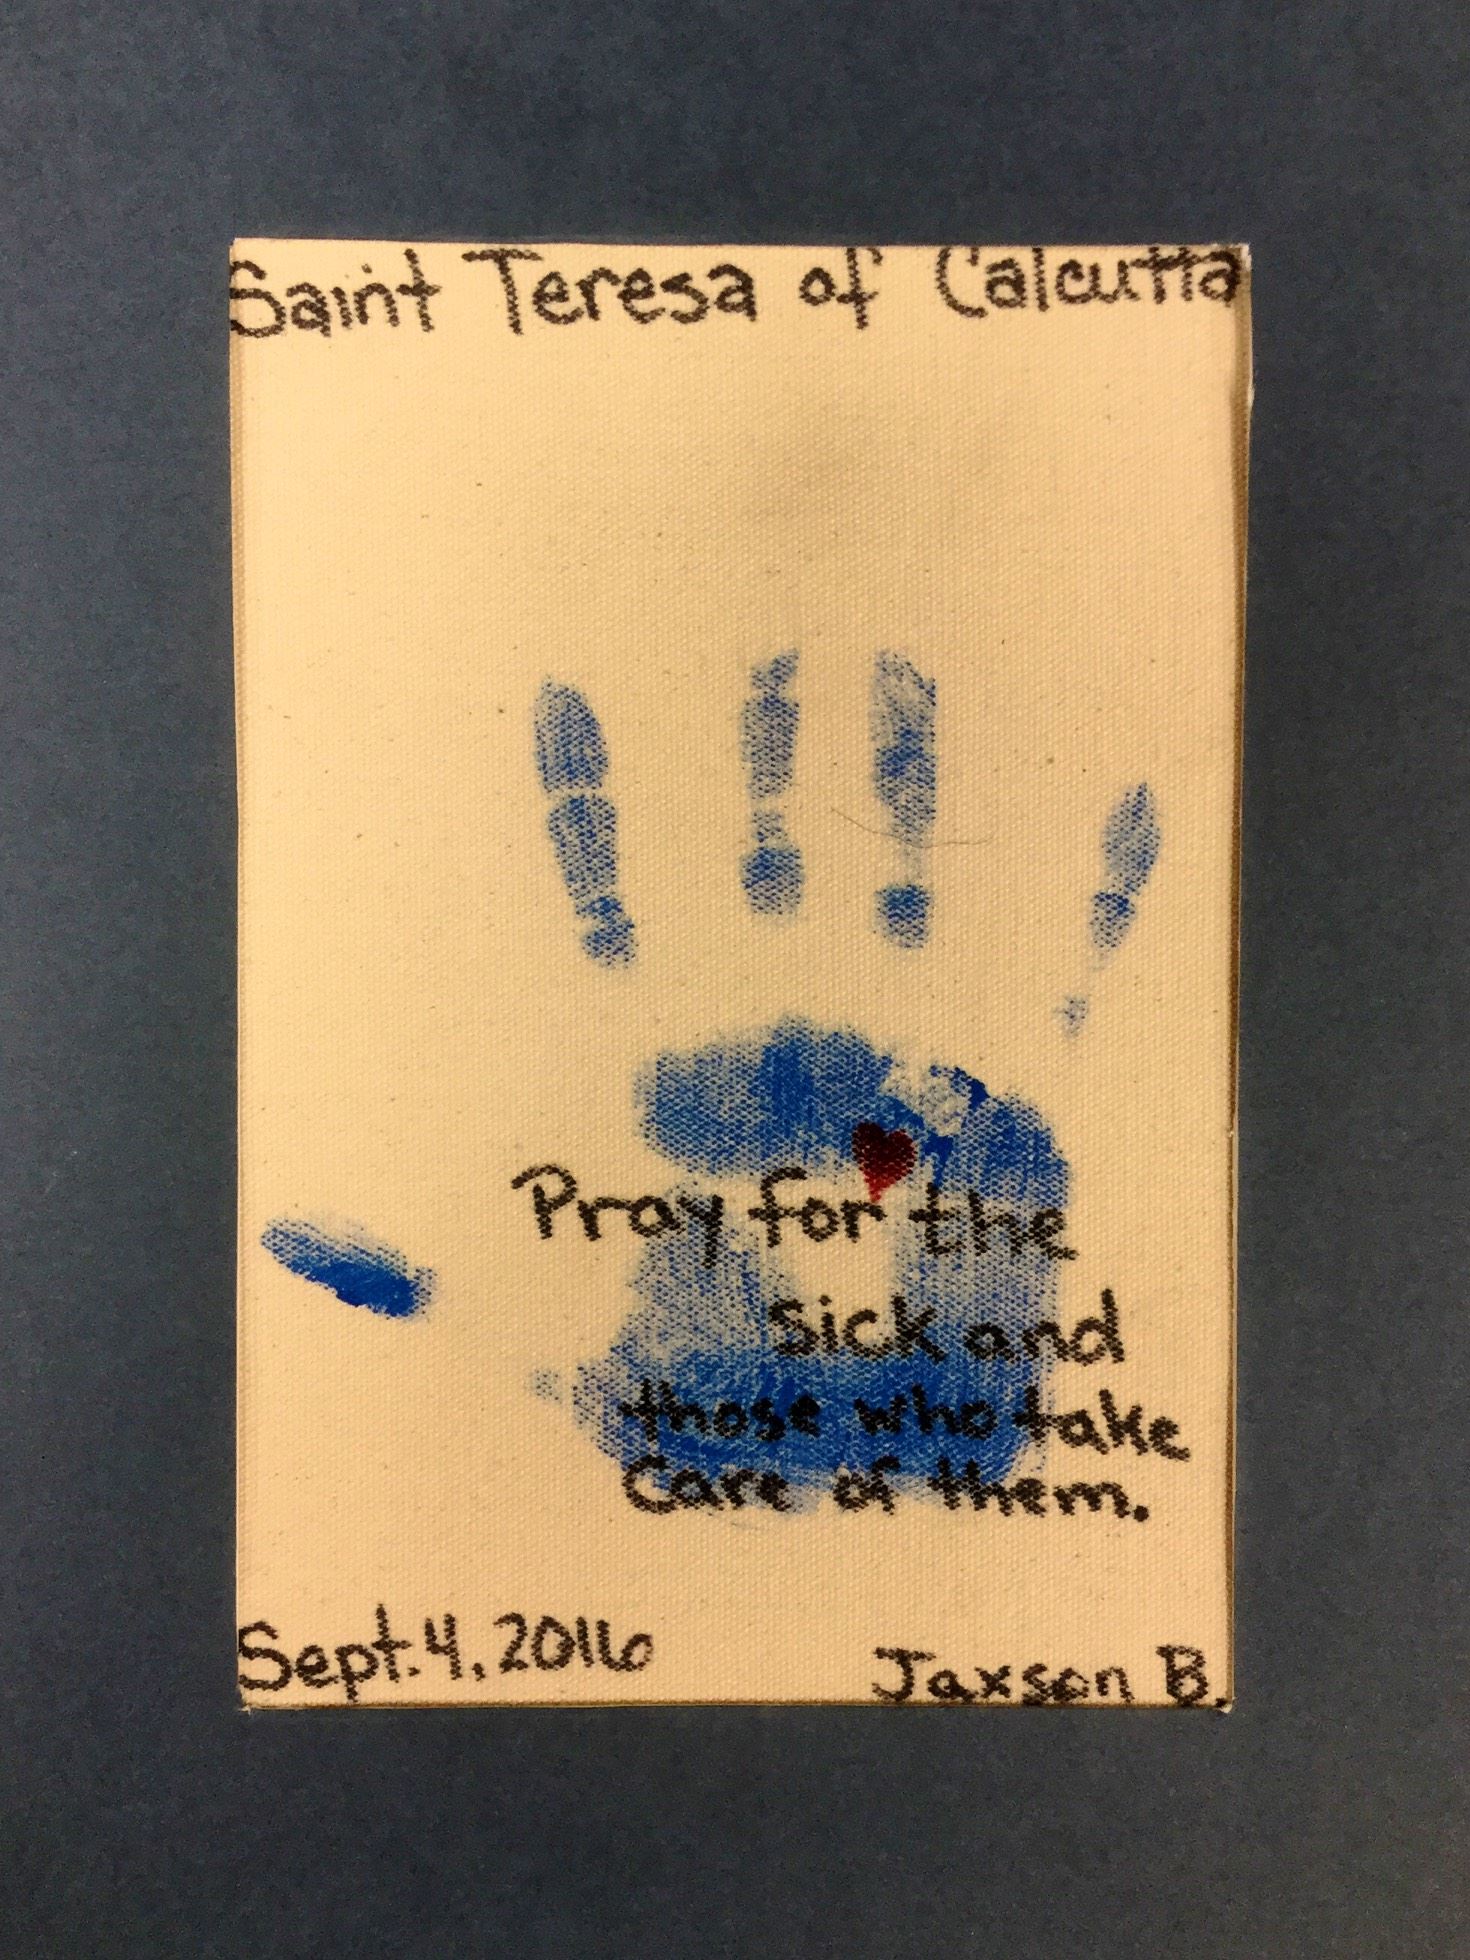 Saint Teresa of Calcutta
Pray for the
sick and
those who take
Care of them.
Sept. 4, 2016
Jaxson B.